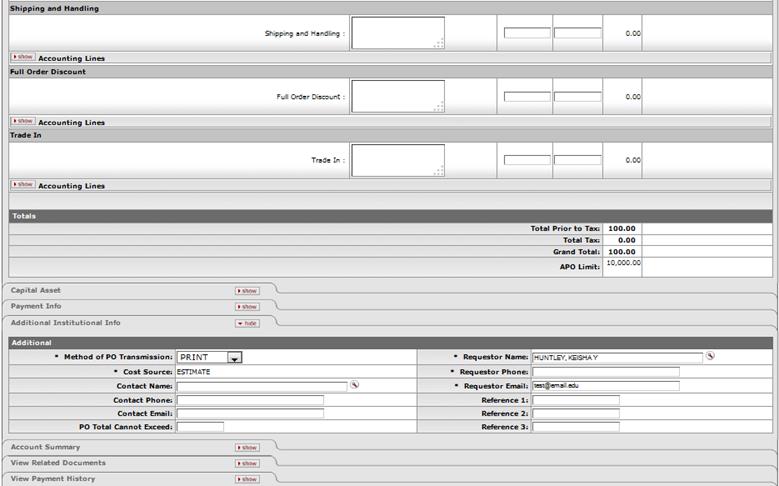 Shipping and Handling
Shipping and Handling : 0.00
show Accounting Lines
Full Order Discount
Full Order Discount : 0.00
show Accounting Lines
Trade In
Trade In : 0.00
show Accounting Lines
Totals
Total Prior to Tax: 100.00
Total Tax: 0.00
Grand Total: 100.00
APO Limit: 10,000.00
Capital Asset show
Payment Info show
Additional Institutional Info hide
Additional
* Method of PO Transmission: PRINT * Requestor Name: HUNTLEY, KEISHA Y
* Cost Source: ESTIMATE * Requestor Phone:
Contact Name: * Requestor Email: test@email.edu
Contact Phone: Reference 1:
Contact Email: Reference 2:
PO Total Cannot Exceed: Reference 3:
Account Summary show
View Related Documents show
View Payment History show